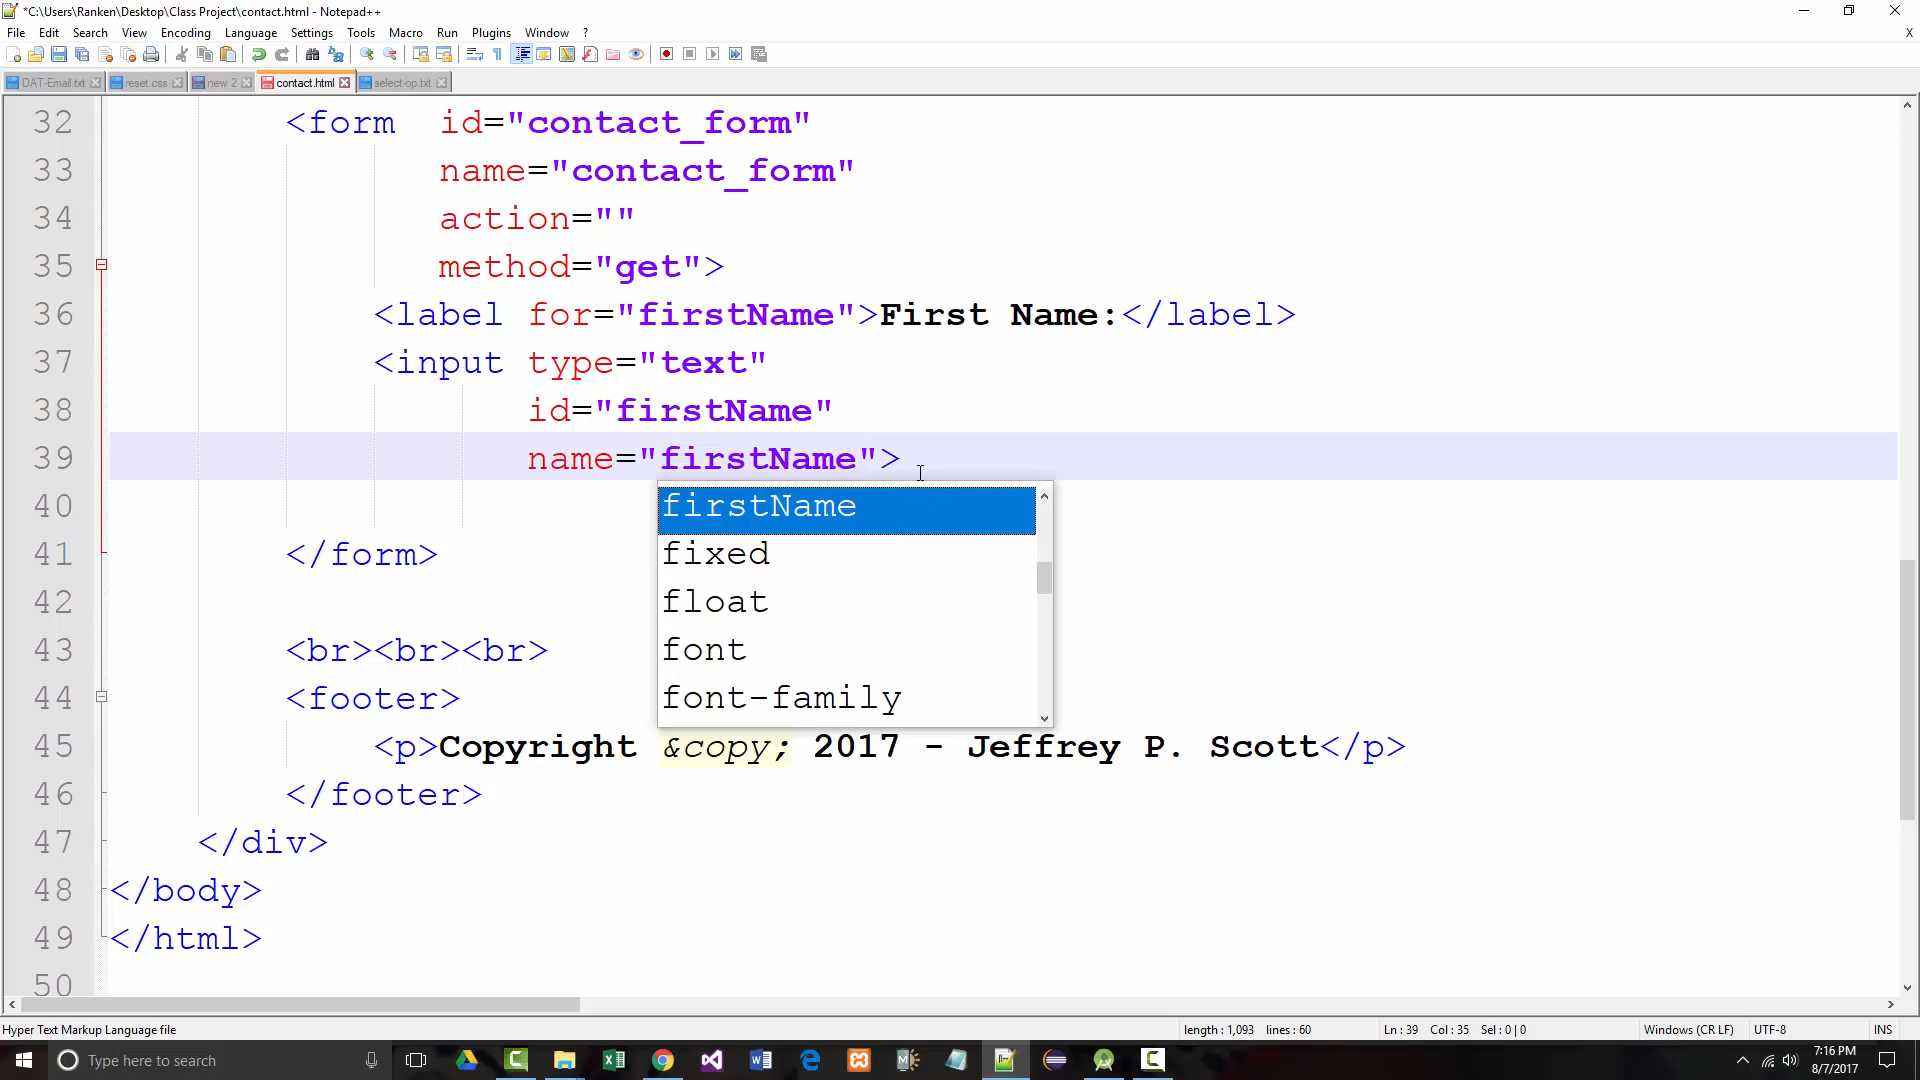 *C:\Users\Ranken\Desktop\Class Project\contact.html - Notepad++
File Edit Search View Encoding Language Settings Tools Macro Run Plugins Window ? X
DAT-Email.txt reset.css new 2 contact.html select-op.txt
32 <form id="contact_form"
33 name="contact_form"
34 action=""
35 method="get">
36 <label for="firstName">First Name:</label>
37 <input type="text"
38 id="firstName"
39 name="firstName">
40 firstName
41 </form> fixed
42 float
43 <br><br><br> font
44 <footer> font-family
45 <p>Copyright &copy; 2017 - Jeffrey P. Scott</p>
46 </footer>
47 </div>
48 </body>
49 </html>
50
Hyper Text Markup Language file length : 1,093 lines : 60 Ln : 39 Col : 35 Sel : 0 | 0 Windows (CR LF) UTF-8 INS
Type here to search
7:16 PM
8/7/2017